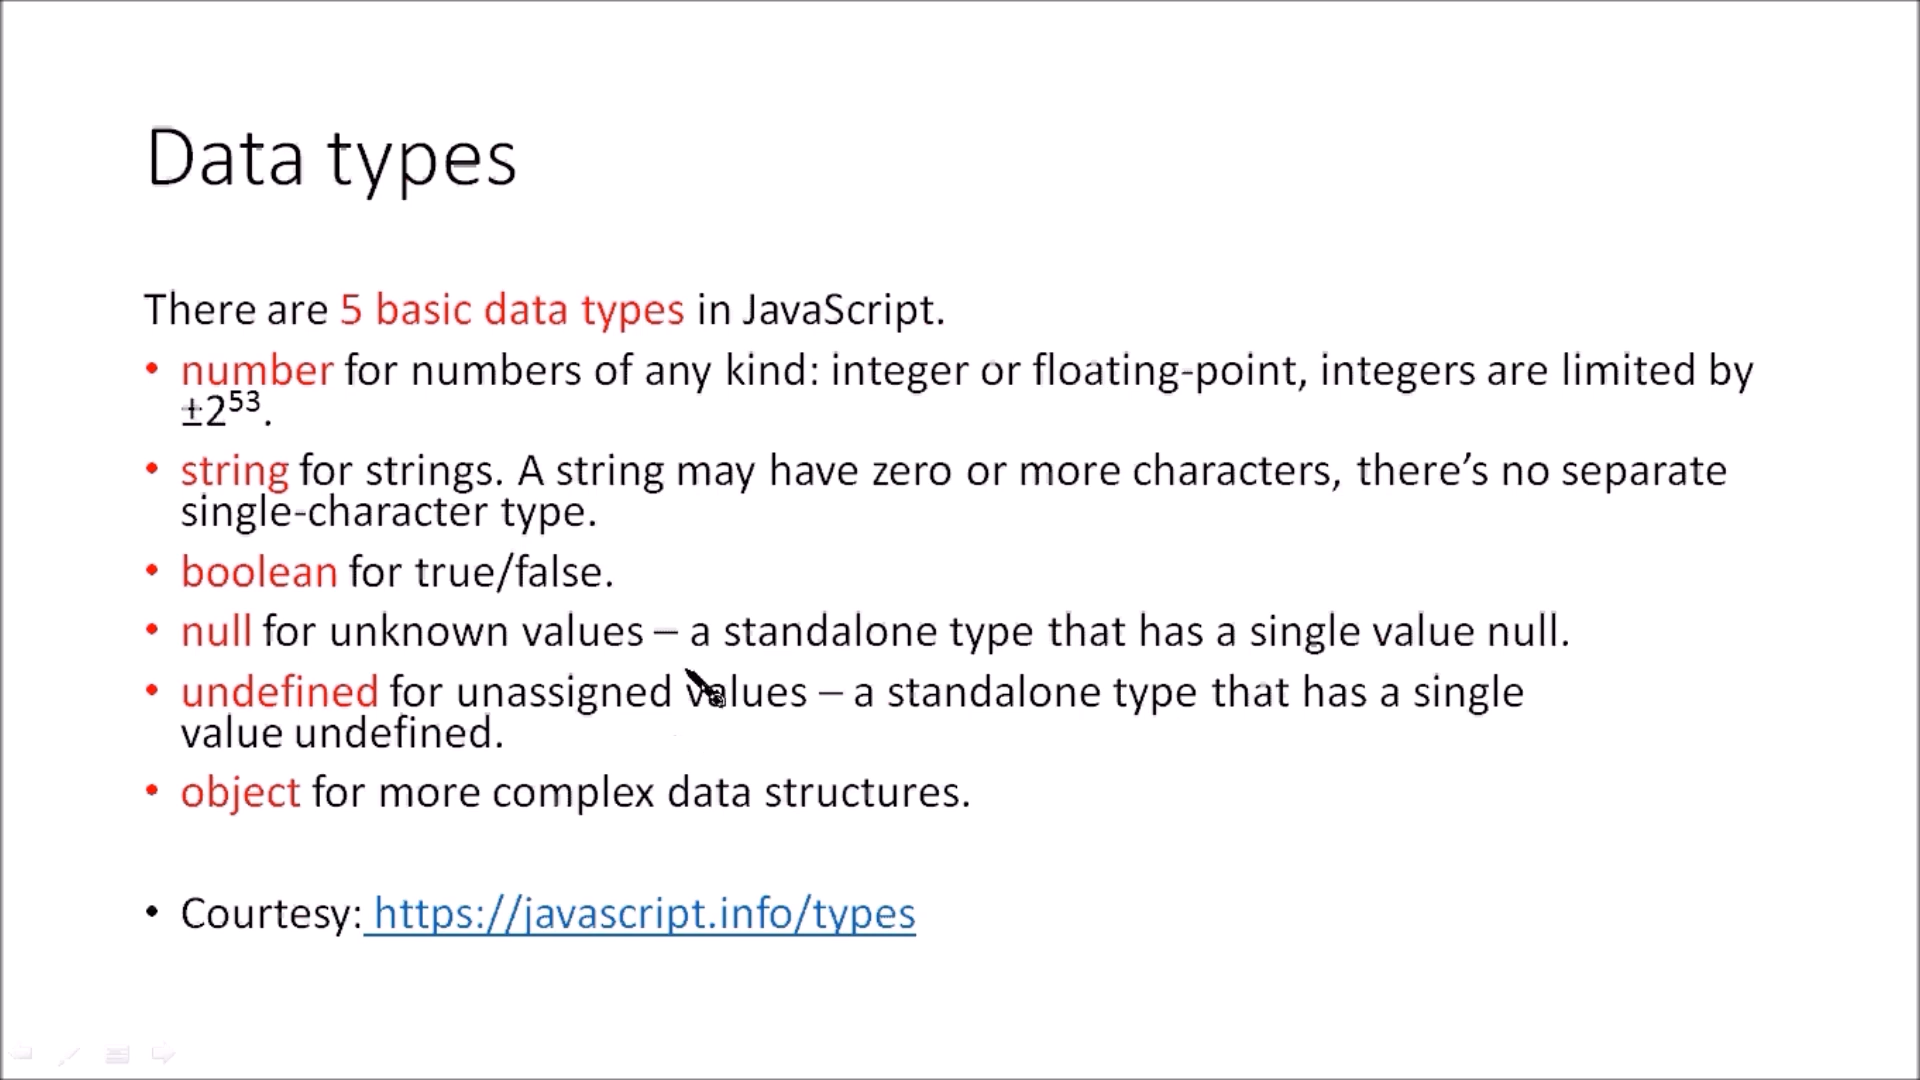 Data types
There are 5 basic data types in JavaScript.
• number for numbers of any kind: integer or floating-point, integers are limited by
±2⁵³.
• string for strings. A string may have zero or more characters, there’s no separate
single-character type.
• boolean for true/false.
• null for unknown values – a standalone type that has a single value null.
• undefined for unassigned values – a standalone type that has a single
value undefined.
• object for more complex data structures.
• Courtesy: https://javascript.info/types